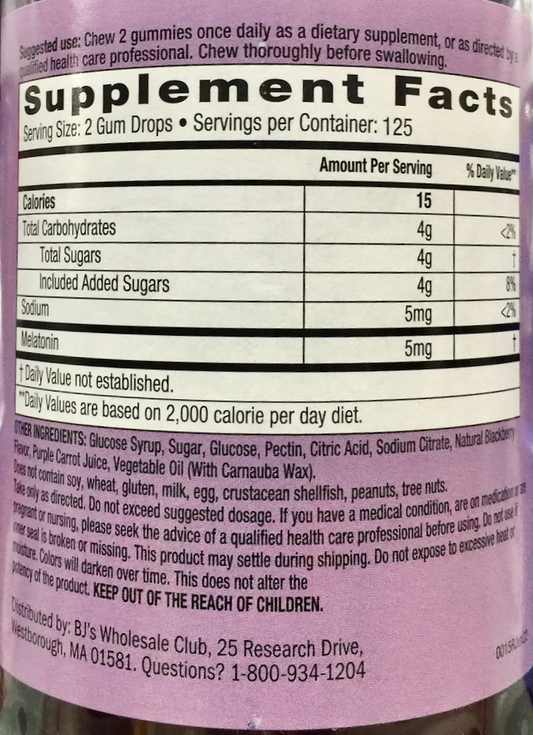 Suggested use: Chew 2 gummies once daily as a dietary supplement, or as directed by a
qualified health care professional. Chew thoroughly before swallowing.
Supplement Facts
Serving Size: 2 Gum Drops • Servings per Container: 125
Amount Per Serving % Daily Value**
Calories 15
Total Carbohydrates 4g <2%
Total Sugars 4g †
Included Added Sugars 4g 8%
Sodium 5mg <2%
Melatonin 5mg †
† Daily Value not established.
**Daily Values are based on 2,000 calorie per day diet.
OTHER INGREDIENTS: Glucose Syrup, Sugar, Glucose, Pectin, Citric Acid, Sodium Citrate, Natural Blackberry
Flavor, Purple Carrot Juice, Vegetable Oil (With Carnauba Wax).
Does not contain soy, wheat, gluten, milk, egg, crustacean shellfish, peanuts, tree nuts.
Take only as directed. Do not exceed suggested dosage. If you have a medical condition, are on medication or are
pregnant or nursing, please seek the advice of a qualified health care professional before using. Do not use if
inner seal is broken or missing. This product may settle during shipping. Do not expose to excessive heat or
moisture. Colors will darken over time. This does not alter the
potency of the product. KEEP OUT OF THE REACH OF CHILDREN.
Distributed by: BJ's Wholesale Club, 25 Research Drive,
Westborough, MA 01581. Questions? 1-800-934-1204